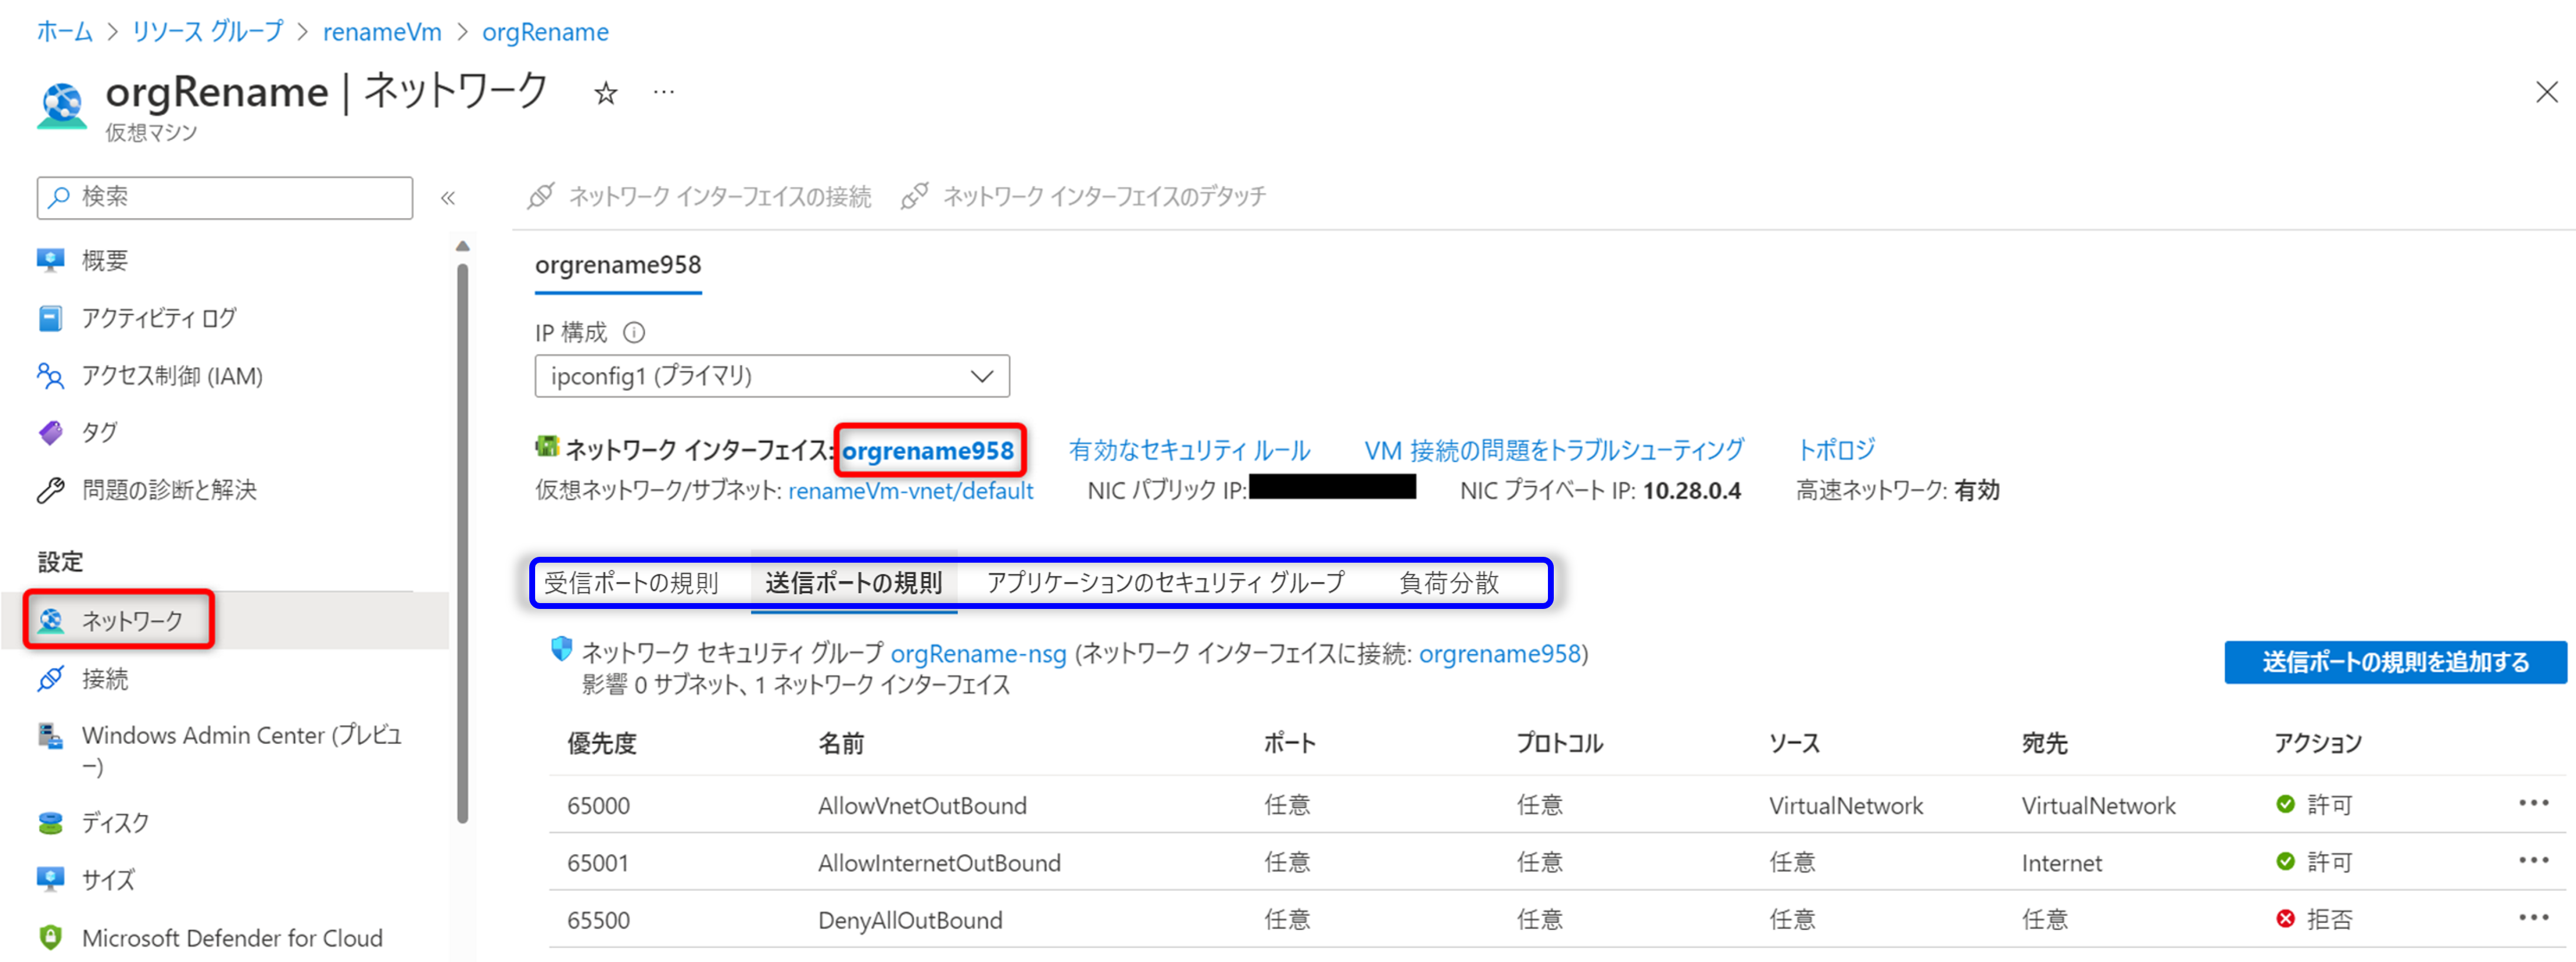 ホーム > リソース グループ > renameVm > orgRename
orgRename | ネットワーク ☆ …
仮想マシン
検索
概要
アクティビティ ログ
アクセス制御 (IAM)
タグ
問題の診断と解決
設定
ネットワーク
接続
Windows Admin Center (プレビュ
ー)
ディスク
サイズ
Microsoft Defender for Cloud
ネットワーク インターフェイスの接続 ネットワーク インターフェイスのデタッチ
orgrename958
IP 構成
ipconfig1 (プライマリ)
ネットワーク インターフェイス: orgrename958 有効なセキュリティ ルール VM 接続の問題をトラブルシューティング トポロジ
仮想ネットワーク/サブネット: renameVm-vnet/default NIC パブリック IP: NIC プライベート IP: 10.28.0.4 高速ネットワーク: 有効
受信ポートの規則 送信ポートの規則 アプリケーションのセキュリティ グループ 負荷分散
ネットワーク セキュリティ グループ orgRename-nsg (ネットワーク インターフェイスに接続: orgrename958)
影響 0 サブネット、1 ネットワーク インターフェイス
送信ポートの規則を追加する
優先度 名前 ポート プロトコル ソース 宛先 アクション
65000 AllowVnetOutBound 任意 任意 VirtualNetwork VirtualNetwork 許可 •••
65001 AllowInternetOutBound 任意 任意 任意 Internet 許可 •••
65500 DenyAllOutBound 任意 任意 任意 任意 拒否 •••